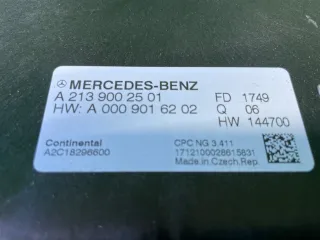 MERCEDES-BENZ
A 213 900 25 01 FD 1749
HW: A 000 901 62 02 Q 06
HW 144700
Continental CPC NG 3.411
A2C18296600 1712100028615831
Made in Czech.Rep.